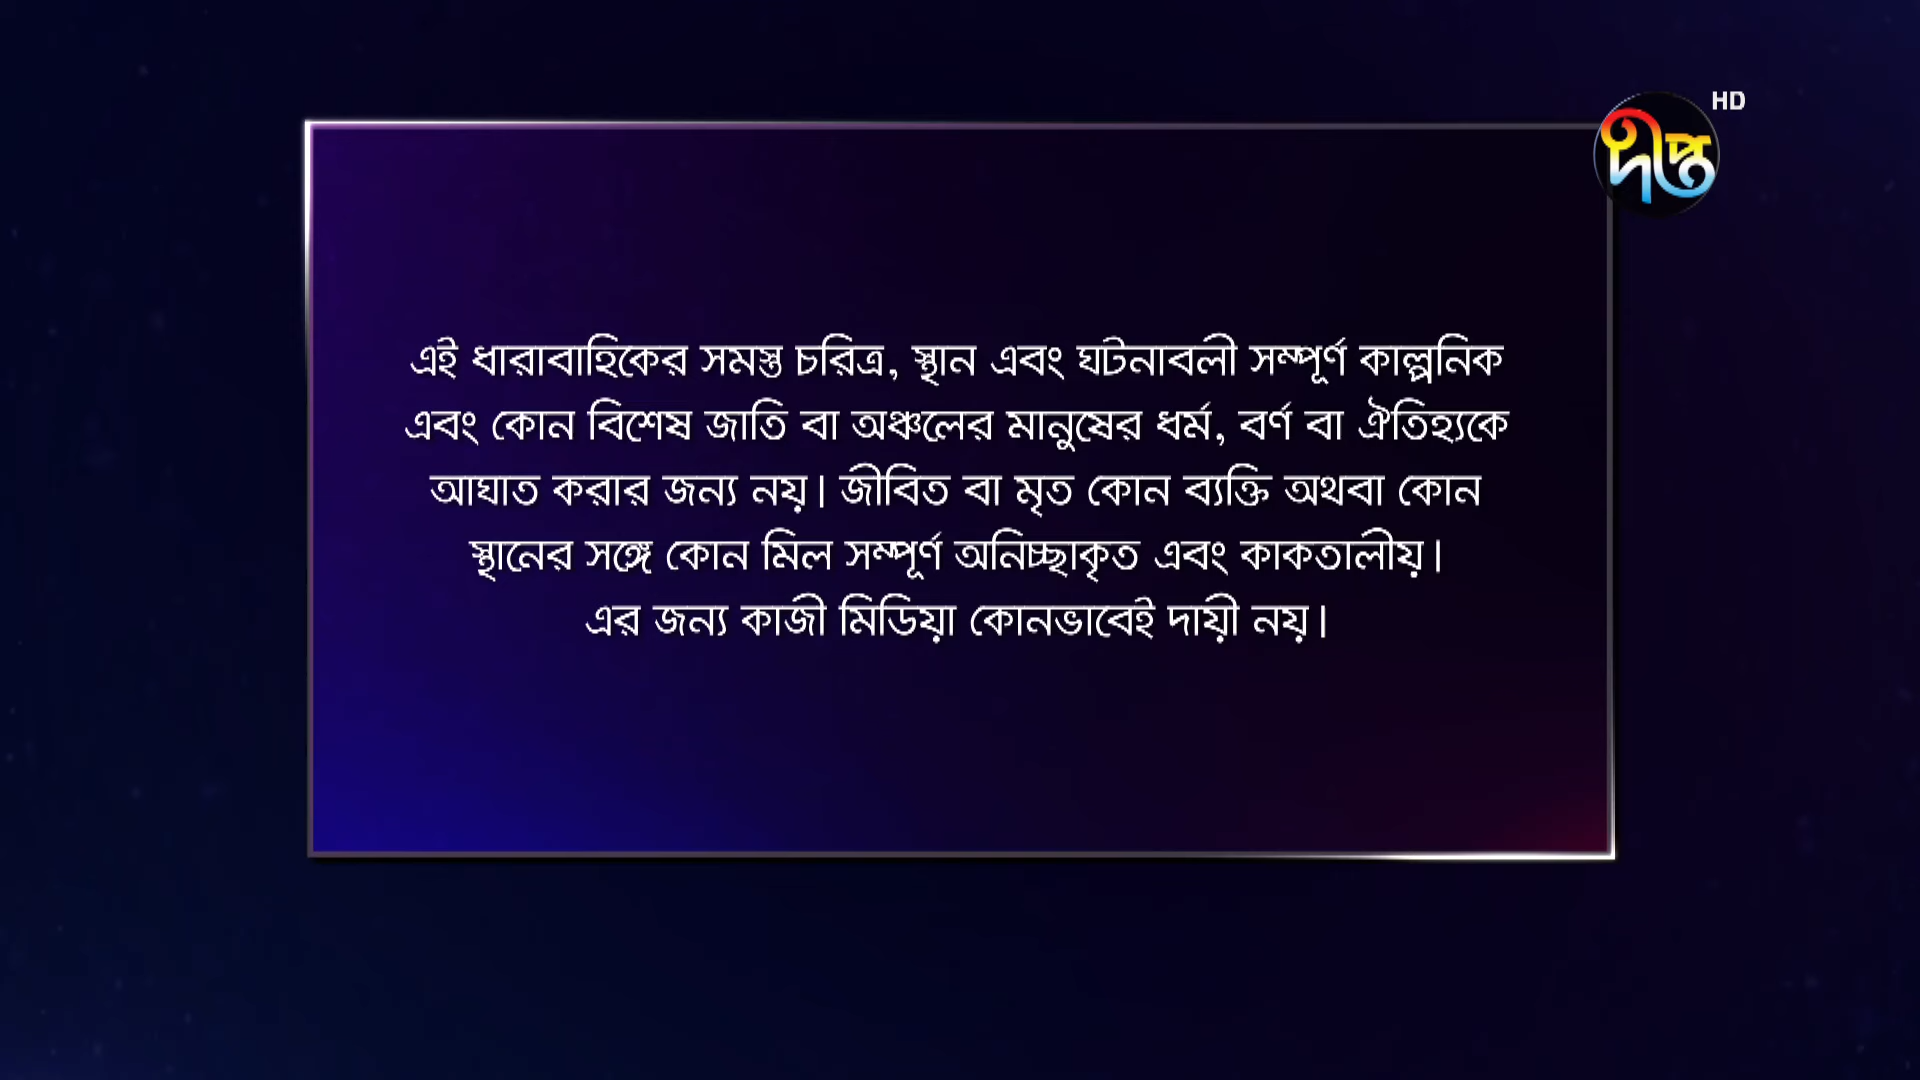 HD
দীপ্ত
এই ধারাবাহিকের সমস্ত চরিত্র, স্থান এবং ঘটনাবলী সম্পূর্ণ কাল্পনিক
এবং কোন বিশেষ জাতি বা অঞ্চলের মানুষের ধর্ম, বর্ণ বা ঐতিহ্যকে
আঘাত করার জন্য নয়। জীবিত বা মৃত কোন ব্যক্তি অথবা কোন
স্থানের সঙ্গে কোন মিল সম্পূর্ণ অনিচ্ছাকৃত এবং কাকতালীয়।
এর জন্য কাজী মিডিয়া কোনভাবেই দায়ী নয়।